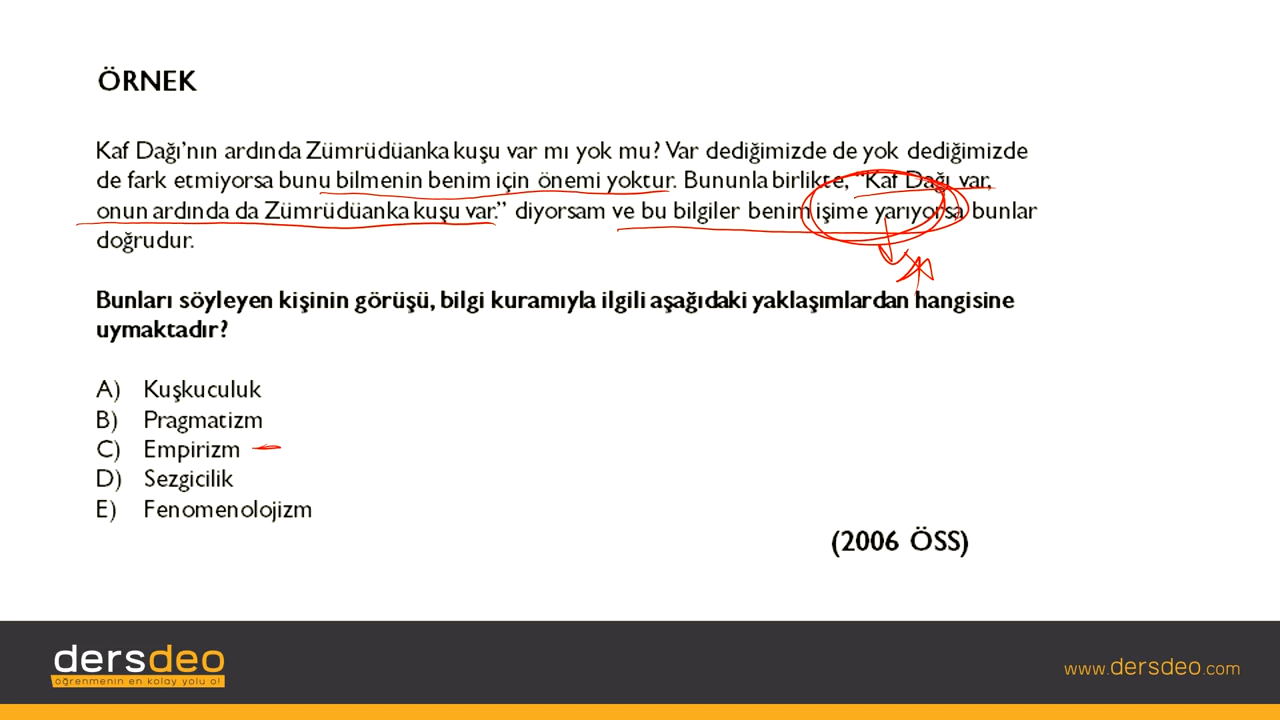 ÖRNEK
Kaf Dağı’nın ardında Zümrüdüanka kuşu var mı yok mu? Var dediğimizde de yok dediğimizde
de fark etmiyorsa bunu bilmenin benim için önemi yoktur. Bununla birlikte, “Kaf Dağı var,
onun ardında da Zümrüdüanka kuşu var.” diyorsam ve bu bilgiler benim işime yarıyorsa bunlar
doğrudur.
Bunları söyleyen kişinin görüşü, bilgi kuramıyla ilgili aşağıdaki yaklaşımlardan hangisine
uymaktadır?
A) Kuşkuculuk
B) Pragmatizm
C) Empirizm
D) Sezgicilik
E) Fenomenolojizm
(2006 ÖSS)
dersdeo
öğrenmenin en kolay yolu o!
www.dersdeo.com